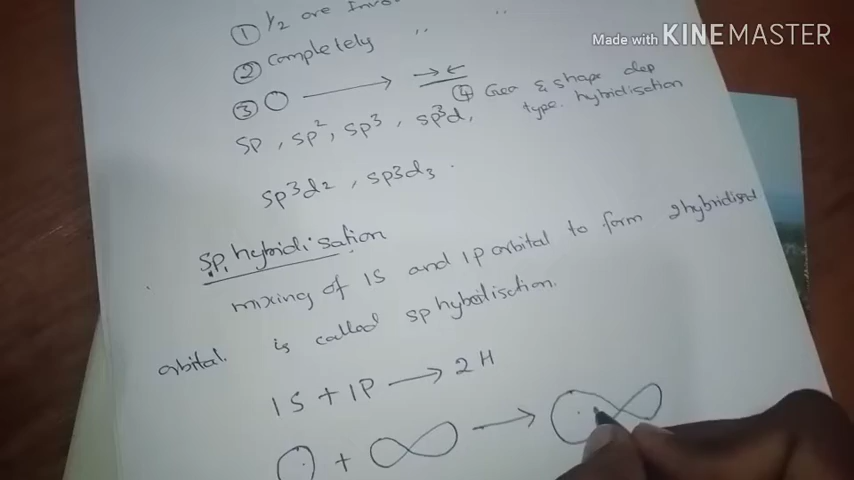 ① 1/2 are Invo
② Completely " "
Made with KINEMASTER
③ ○ → → ←
④ Geo & shape dep
type. hybridisation
sp, sp², sp³, sp³d,
sp³d2, sp3d3.
sp hybridisation
mixing of 1S and 1P orbital to form 2hybridised
orbital. is called sp hybridisation.
1S + 1P → 2H
+ →